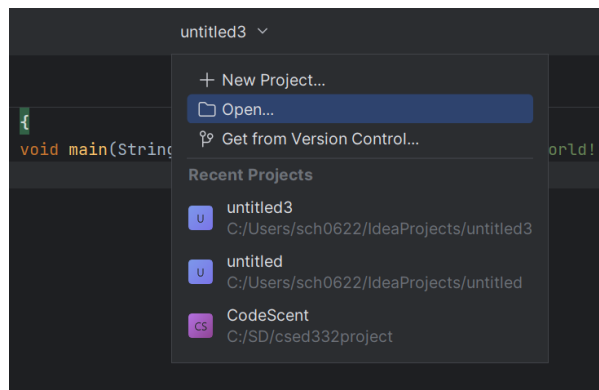 untitled3
New Project...
Open...
{
Get from Version Control...
void main(String
orld!
Recent Projects
U
untitled3
C:/Users/sch0622/IdeaProjects/untitled3
U
untitled
C:/Users/sch0622/IdeaProjects/untitled
CS
CodeScent
C:/SD/csed332project